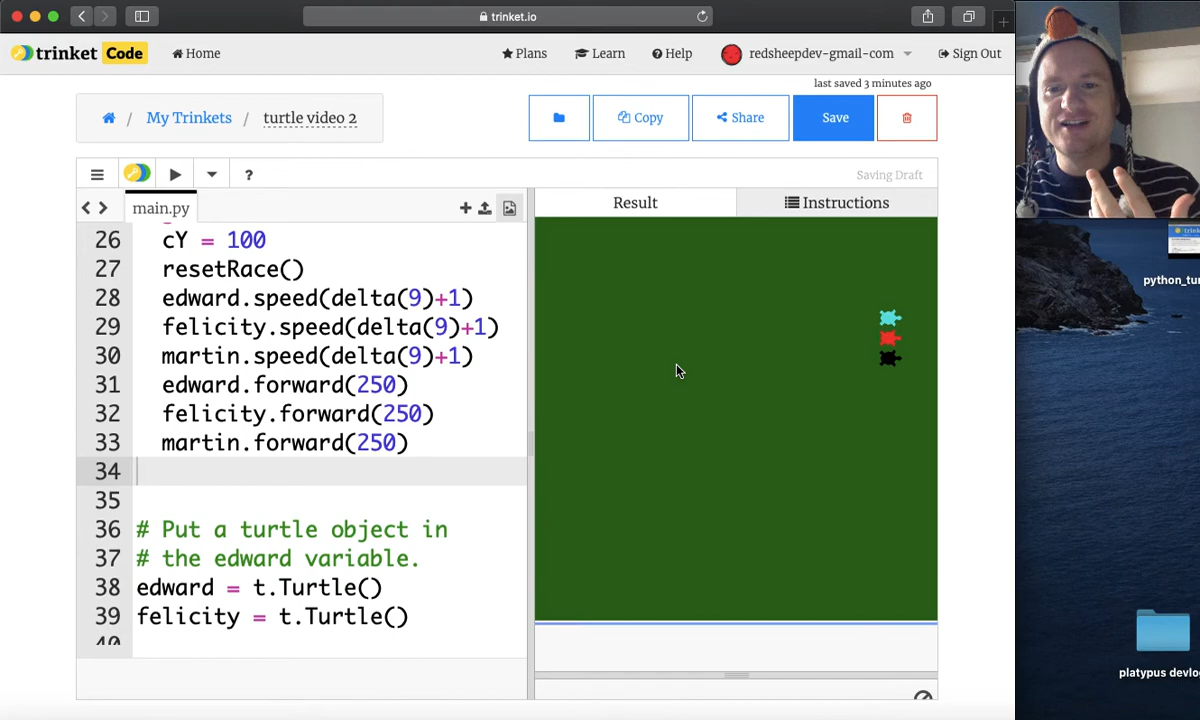 trinket.io
trinket Code
Home
Plans
Learn
Help
redsheepdev-gmail-com
Sign Out
last saved 3 minutes ago
/ My Trinkets / turtle video 2
Copy
Share
Save
?
Saving Draft
main.py
Result
Instructions
26 cY = 100
27 resetRace()
28 edward.speed(delta(9)+1)
29 felicity.speed(delta(9)+1)
30 martin.speed(delta(9)+1)
31 edward.forward(250)
32 felicity.forward(250)
33 martin.forward(250)
34
35
36 # Put a turtle object in
37 # the edward variable.
38 edward = t.Turtle()
39 felicity = t.Turtle()
40
python_tur
platypus devlo